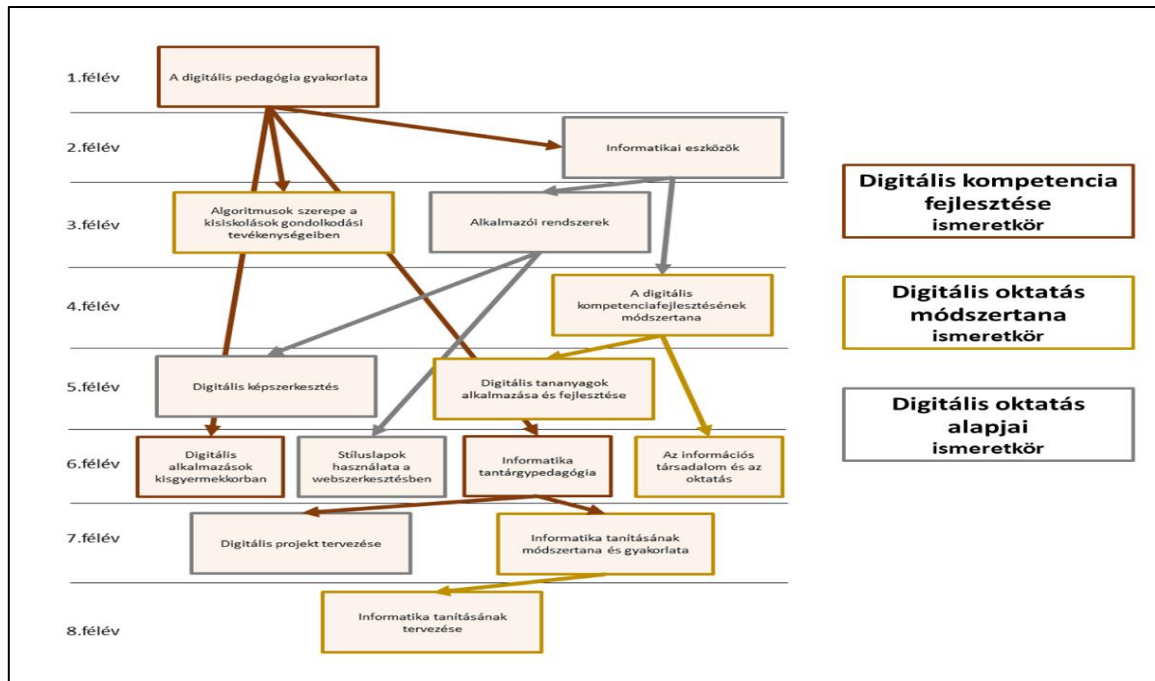 1.félév
A digitális pedagógia gyakorlata
2.félév
Informatikai eszközök
3.félév
Algoritmusok szerepe a
kisiskolások gondolkodási
tevékenységeiben
Alkalmazói rendszerek
4.félév
A digitális
kompetenciafejlesztésének
módszertana
5.félév
Digitális képszerkesztés
Digitális tananyagok
alkalmazása és fejlesztése
6.félév
Digitális
alkalmazások
kisgyermekkorban
Stíluslapok
használata a
webszerkesztésben
Informatika
tantárgypedagógia
Az információs
társadalom és az
oktatás
7.félév
Digitális projekt tervezése
Informatika tanításának
módszertana és gyakorlata
8.félév
Informatika tanításának
tervezése
Digitális kompetencia
fejlesztése
ismeretkör
Digitális oktatás
módszertana
ismeretkör
Digitális oktatás
alapjai
ismeretkör